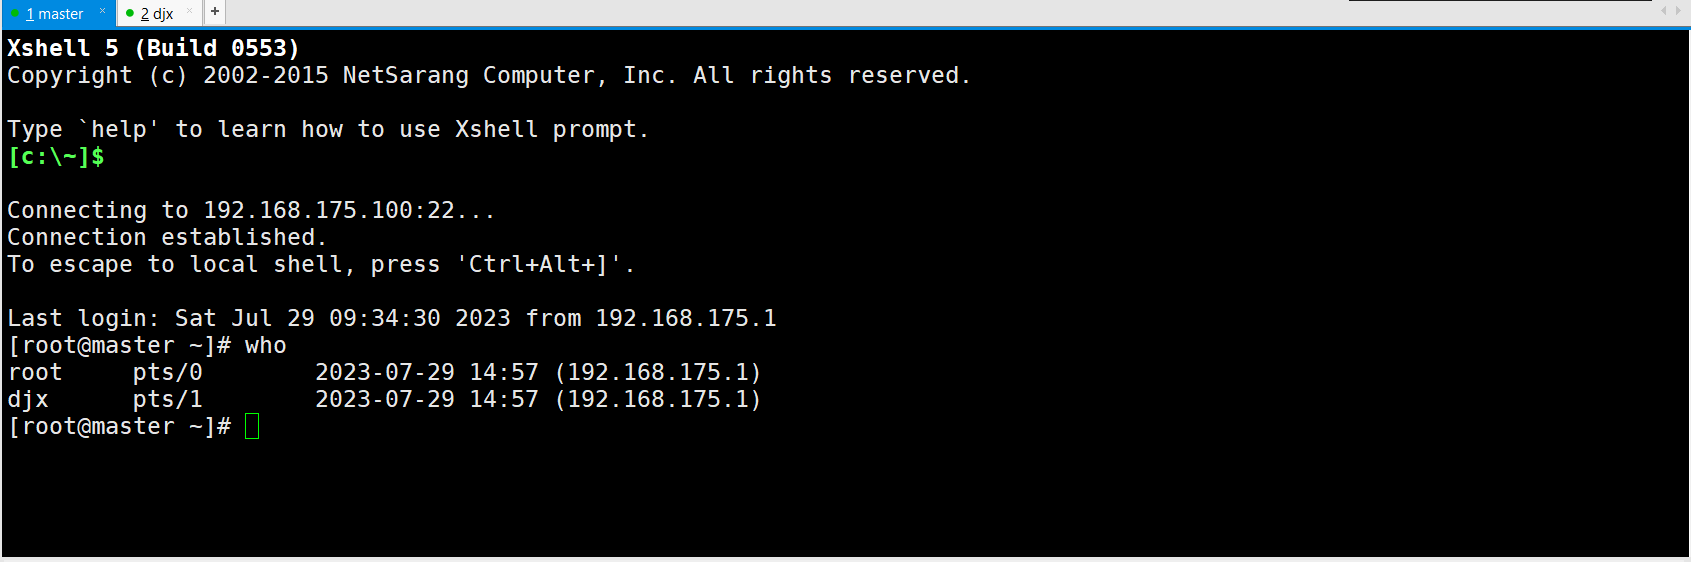 1 master × 2 djx × +
Xshell 5 (Build 0553)
Copyright (c) 2002-2015 NetSarang Computer, Inc. All rights reserved.
Type `help' to learn how to use Xshell prompt.
[c:\~]$
Connecting to 192.168.175.100:22...
Connection established.
To escape to local shell, press 'Ctrl+Alt+]'.
Last login: Sat Jul 29 09:34:30 2023 from 192.168.175.1
[root@master ~]# who
root     pts/0        2023-07-29 14:57 (192.168.175.1)
djx      pts/1        2023-07-29 14:57 (192.168.175.1)
[root@master ~]#